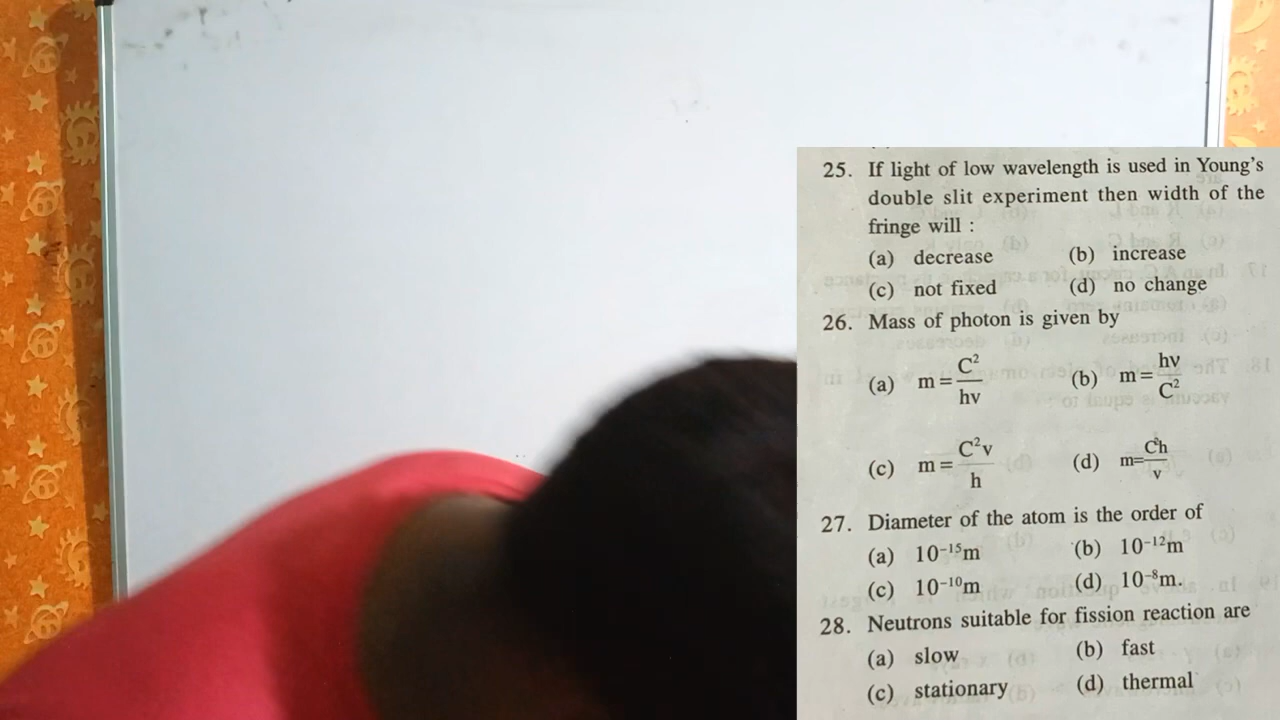 25. If light of low wavelength is used in Young's
double slit experiment then width of the
fringe will :
(a) decrease (b) increase
(c) not fixed (d) no change
26. Mass of photon is given by
(a) m = C²/hν (b) m = hν/C²
(c) m = C²ν/h (d) m = C²h/ν
27. Diameter of the atom is the order of
(a) 10⁻¹⁵m (b) 10⁻¹²m
(c) 10⁻¹⁰m (d) 10⁻⁸m.
28. Neutrons suitable for fission reaction are
(a) slow (b) fast
(c) stationary (d) thermal